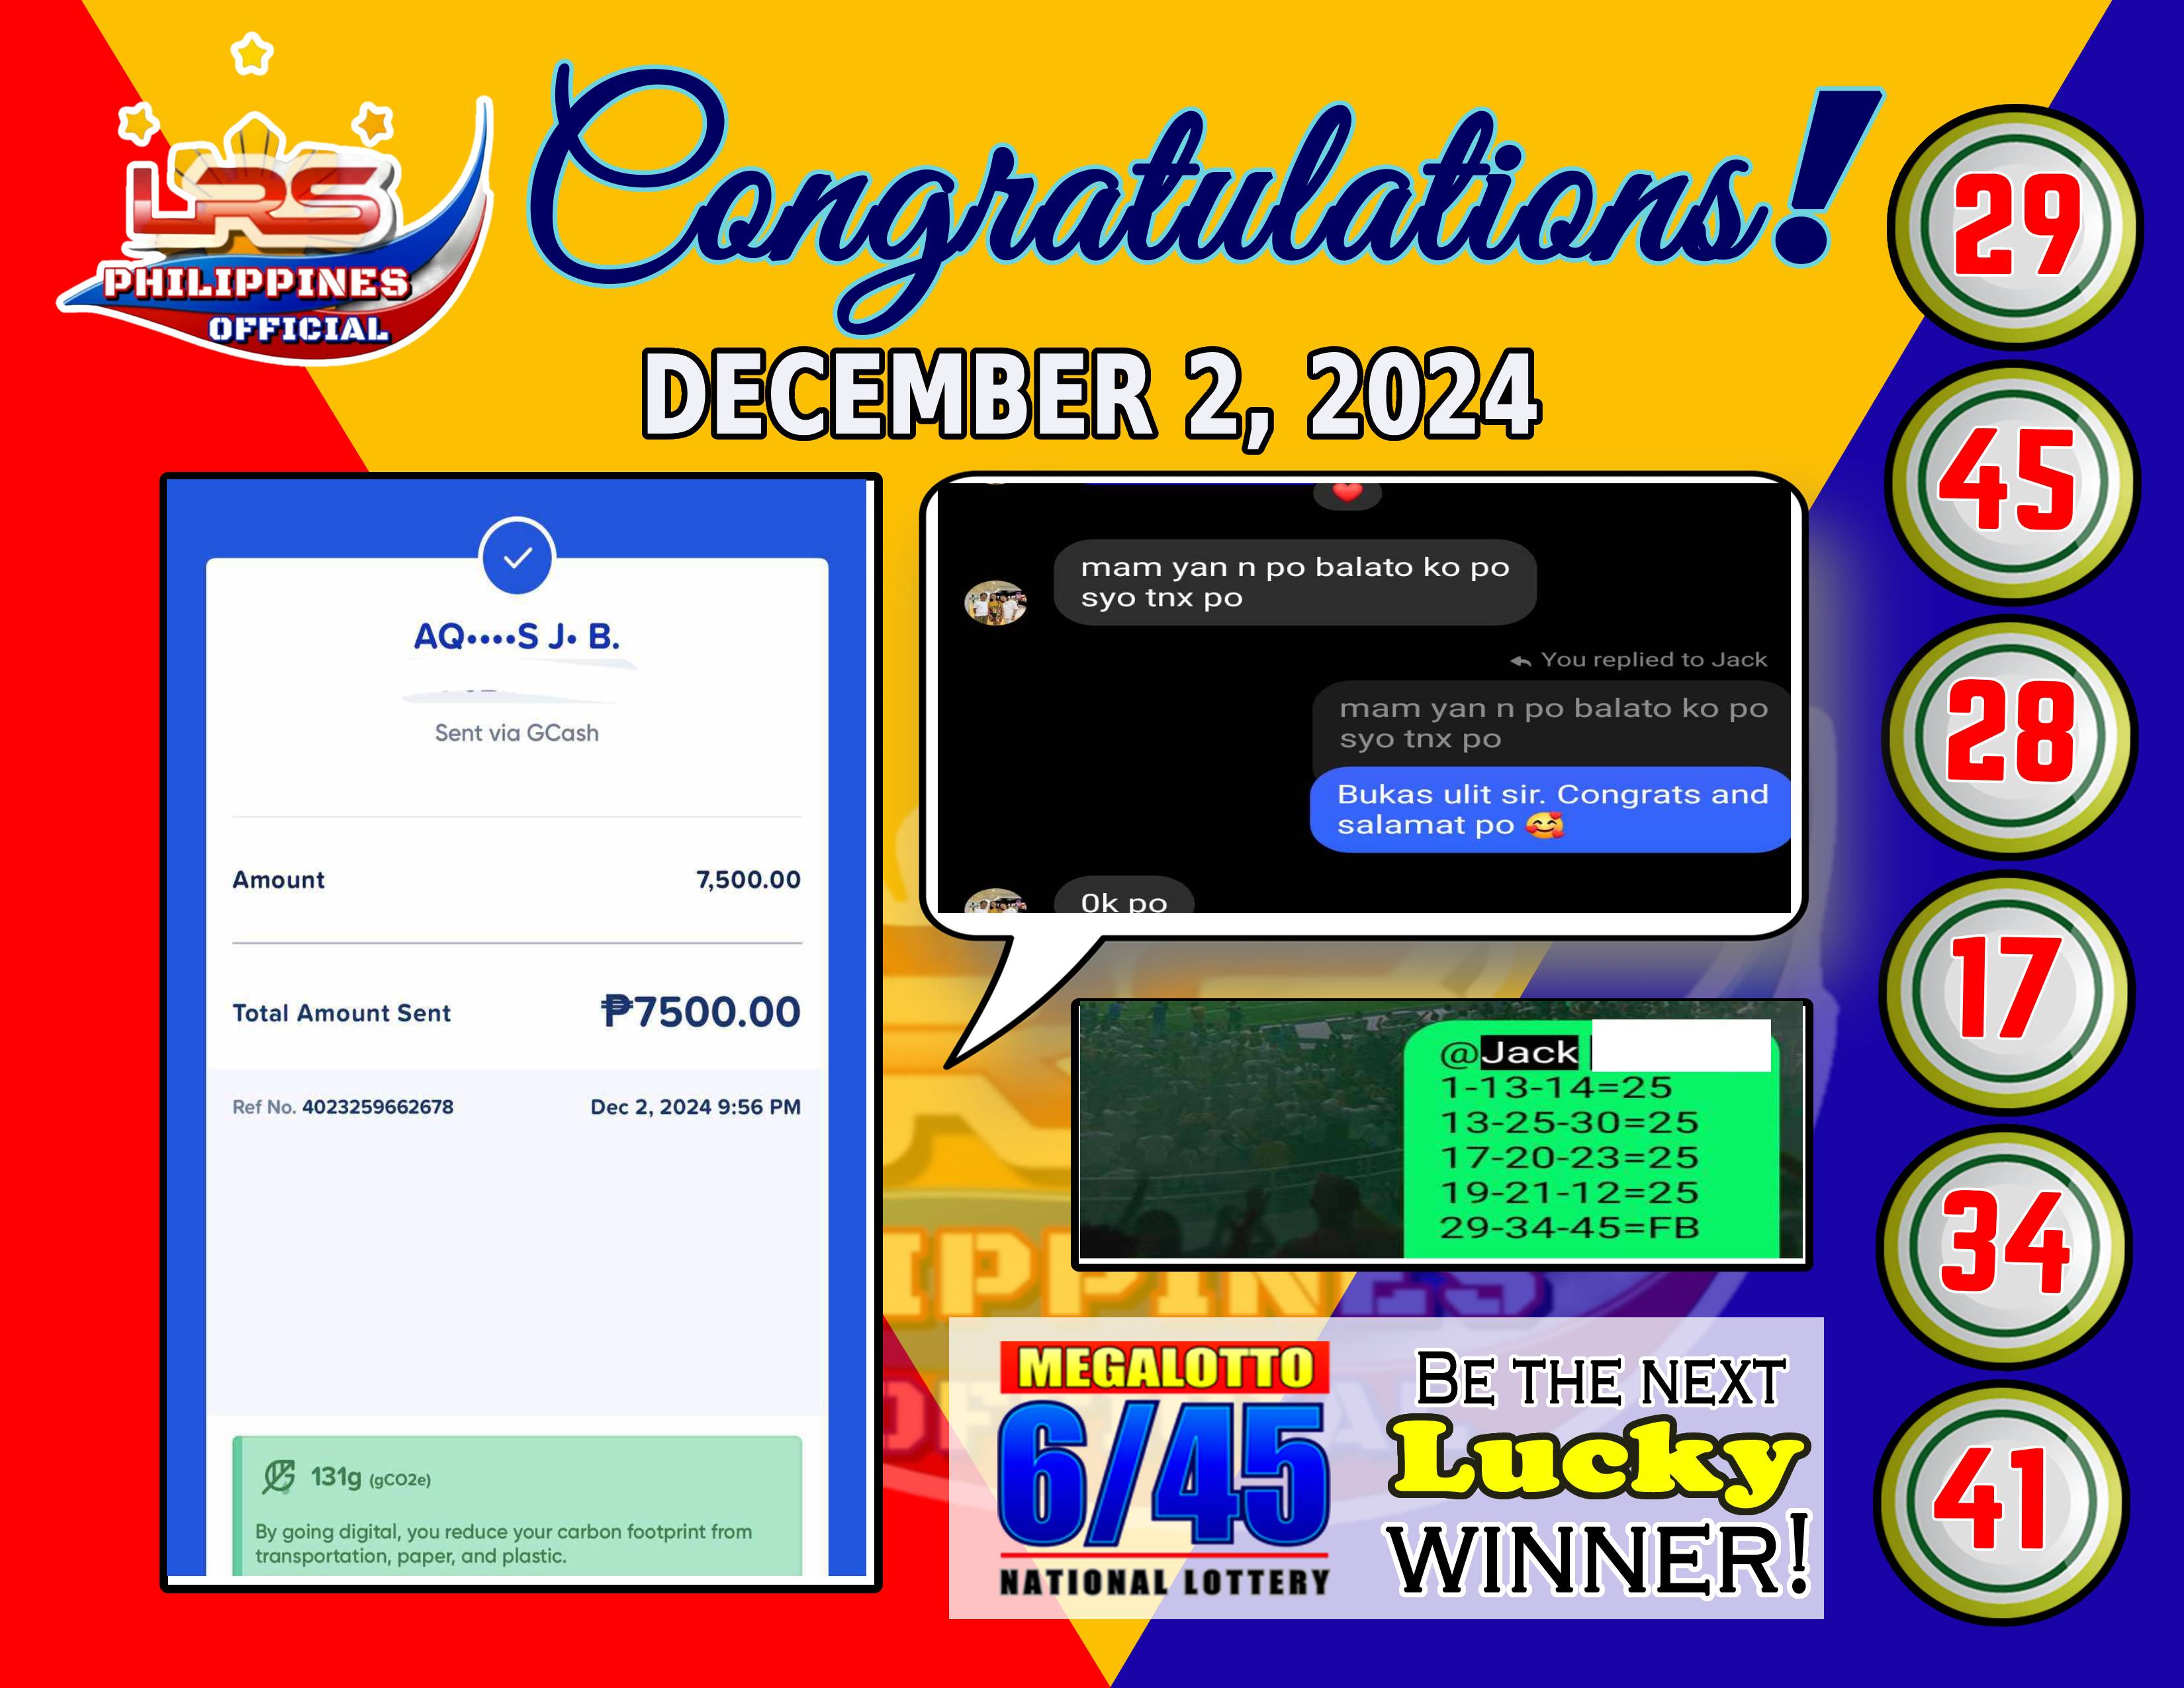 LRS
PHILIPPINES
OFFICIAL
Congratulations!
DECEMBER 2, 2024
AQ••••S J• B.
Sent via GCash
Amount 7,500.00
Total Amount Sent ₱7500.00
Ref No. 4023259662678 Dec 2, 2024 9:56 PM
131g (gCO2e)
By going digital, you reduce your carbon footprint from
transportation, paper, and plastic.
mam yan n po balato ko po
syo tnx po
You replied to Jack
mam yan n po balato ko po
syo tnx po
Bukas ulit sir. Congrats and
salamat po 🥰
Ok po
@Jack
1-13-14=25
13-25-30=25
17-20-23=25
19-21-12=25
29-34-45=FB
MEGALOTTO
6/45
NATIONAL LOTTERY
BE THE NEXT
Lucky
WINNER!
29
45
28
17
34
41